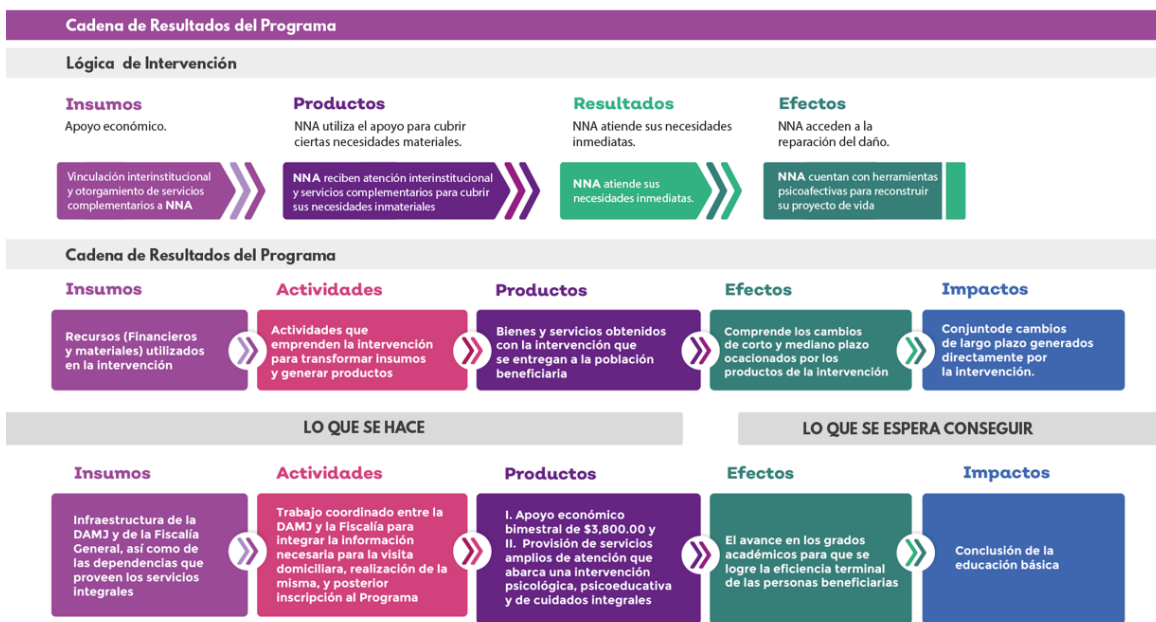 Cadena de Resultados del Programa
Lógica de Intervención
Insumos
Apoyo económico.
Productos
NNA utiliza el apoyo para cubrir
ciertas necesidades materiales.
Resultados
NNA atiende sus necesidades
inmediatas.
Efectos
NNA acceden a la
reparación del daño.
Vinculación interinstitucional
y otorgamiento de servicios
complementarios a NNA
NNA reciben atención interinstitucional
y servicios complementarios para cubrir
sus necesidades inmateriales
NNA atiende sus
necesidades inmediatas.
NNA cuentan con herramientas
psicoafectivas para reconstruir
su proyecto de vida
Cadena de Resultados del Programa
Insumos
Actividades
Productos
Efectos
Impactos
Recursos (Financieros
y materiales) utilizados
en la intervención
Actividades que
emprenden la intervención
para transformar insumos
y generar productos
Bienes y servicios obtenidos
con la intervención que
se entregan a la población
beneficiaria
Comprende los cambios
de corto y mediano plazo
ocacionados por los
productos de la intervención
Conjuntode cambios
de largo plazo generados
directamente por
la intervención.
LO QUE SE HACE
LO QUE SE ESPERA CONSEGUIR
Insumos
Actividades
Productos
Efectos
Impactos
Infraestructura de la
DAMJ y de la Fiscalía
General, así como de
las dependencias que
proveen los servicios
integrales
Trabajo coordinado entre la
DAMJ y la Fiscalía para
integrar la información
necesaria para la visita
domiciliara, realización de la
misma, y posterior
inscripción al Programa
I. Apoyo económico
bimestral de $3,800.00 y
II. Provisión de servicios
amplios de atención que
abarca una intervención
psicológica, psicoeducativa
y de cuidados integrales
El avance en los grados
académicos para que se
logre la eficiencia terminal
de las personas beneficiarias
Conclusión de la
educación básica